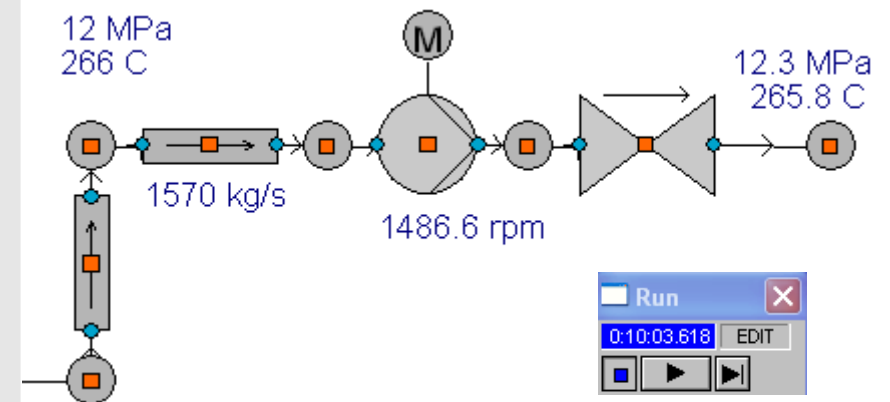 12 MPa
266 C
M
12.3 MPa
265.8 C
1570 kg/s
1486.6 rpm
Run
0:10:03.618 EDIT